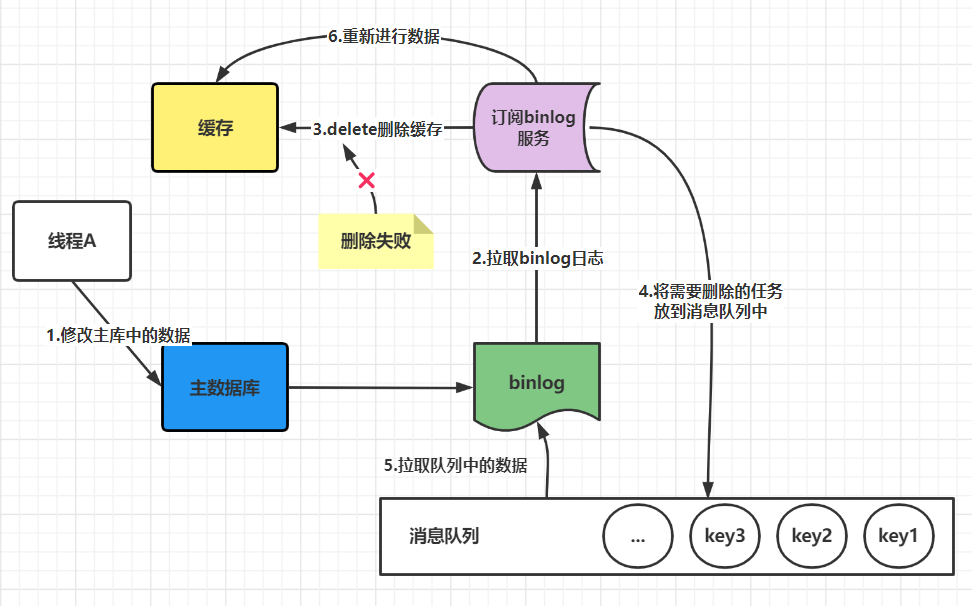 6.重新进行数据
缓存
3.delete删除缓存
订阅binlog
服务
删除失败
线程A
2.拉取binlog日志
4.将需要删除的任务
放到消息队列中
1.修改主库中的数据
主数据库
binlog
5.拉取队列中的数据
消息队列
...
key3
key2
key1